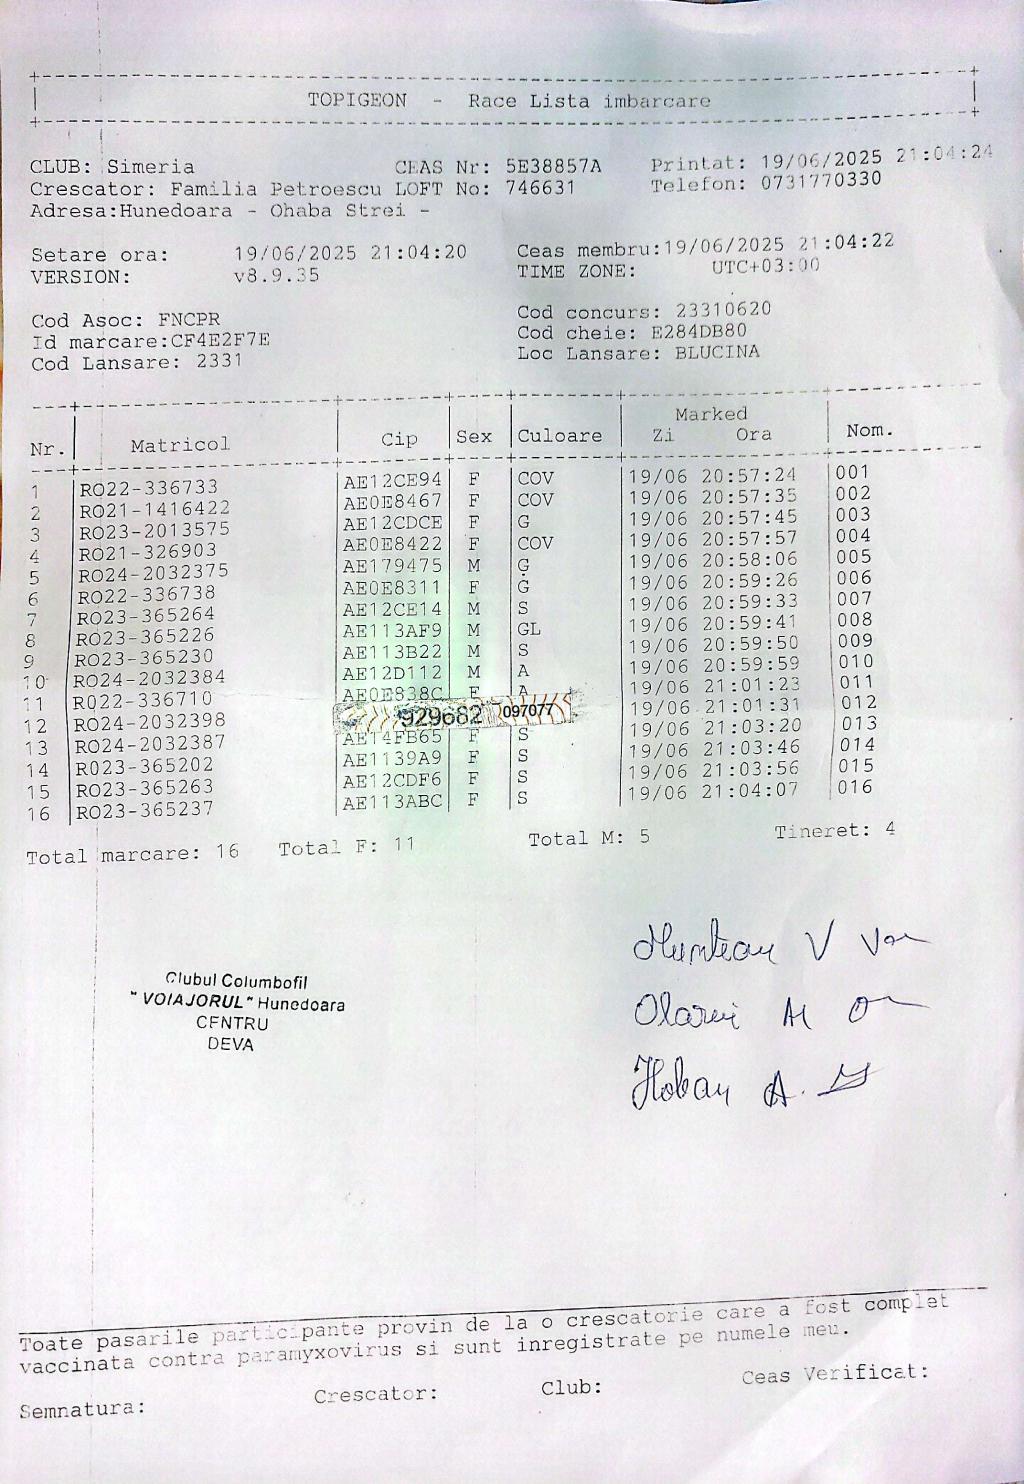 TOPIGEON - Race Lista imbarcare
CLUB: Simeria CEAS Nr: 5E38857A Printat: 19/06/2025 21:04:24
Crescator: Familia Petroescu LOFT No: 746631 Telefon: 0731770330
Adresa:Hunedoara - Ohaba Strei -
Setare ora: 19/06/2025 21:04:20 Ceas membru:19/06/2025 21:04:22
VERSION: v8.9.35 TIME ZONE: UTC+03:00
Cod Asoc: FNCPR Cod concurs: 23310620
Id marcare:CF4E2F7E Cod cheie: E284DB80
Cod Lansare: 2331 Loc Lansare: BLUCINA
Marked
Nr. Matricol Cip Sex Culoare Zi Ora Nom.
1 RO22-336733 AE12CE94 F COV 19/06 20:57:24 001
2 RO21-1416422 AE0E8467 F COV 19/06 20:57:35 002
3 RO23-2013575 AE12CDCE F G 19/06 20:57:45 003
4 RO21-326903 AE0E8422 F COV 19/06 20:57:57 004
5 RO24-2032375 AE179475 M G 19/06 20:58:06 005
6 RO22-336738 AE0E8311 F G 19/06 20:59:26 006
7 RO23-365264 AE12CE14 M S 19/06 20:59:33 007
8 RO23-365226 AE113AF9 M GL 19/06 20:59:41 008
9 RO23-365230 AE113B22 M S 19/06 20:59:50 009
10 RO24-2032384 AE12D112 M A 19/06 20:59:59 010
11 RO22-336710 AE0E838C F A 19/06 21:01:23 011
12 RO24-2032398 929682 097077 19/06 21:01:31 012
13 RO24-2032387 AE14FB65 F S 19/06 21:03:20 013
14 RO23-365202 AE1139A9 F S 19/06 21:03:46 014
15 RO23-365263 AE12CDF6 F S 19/06 21:03:56 015
16 RO23-365237 AE113ABC F S 19/06 21:04:07 016
Total marcare: 16 Total F: 11 Total M: 5 Tineret: 4
Munteau V
Clubul Columbofil
"VOIAJORUL" Hunedoara
CENTRU
DEVA
Olarui Al
Hoban A.
Toate pasarile participante provin de la o crescatorie care a fost complet
vaccinata contra paramyxovirus si sunt inregistrate pe numele meu.
Semnatura: Crescator: Club: Ceas Verificat: